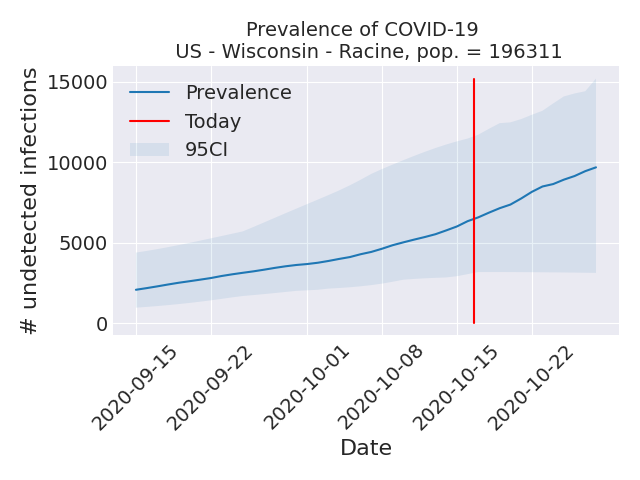 Prevalence of COVID-19
US - Wisconsin - Racine, pop. = 196311
# undetected infections
15000
10000
5000
0
Prevalence
Today
95CI
2020-09-15
2020-09-22
2020-10-01
2020-10-08
2020-10-15
2020-10-22
Date